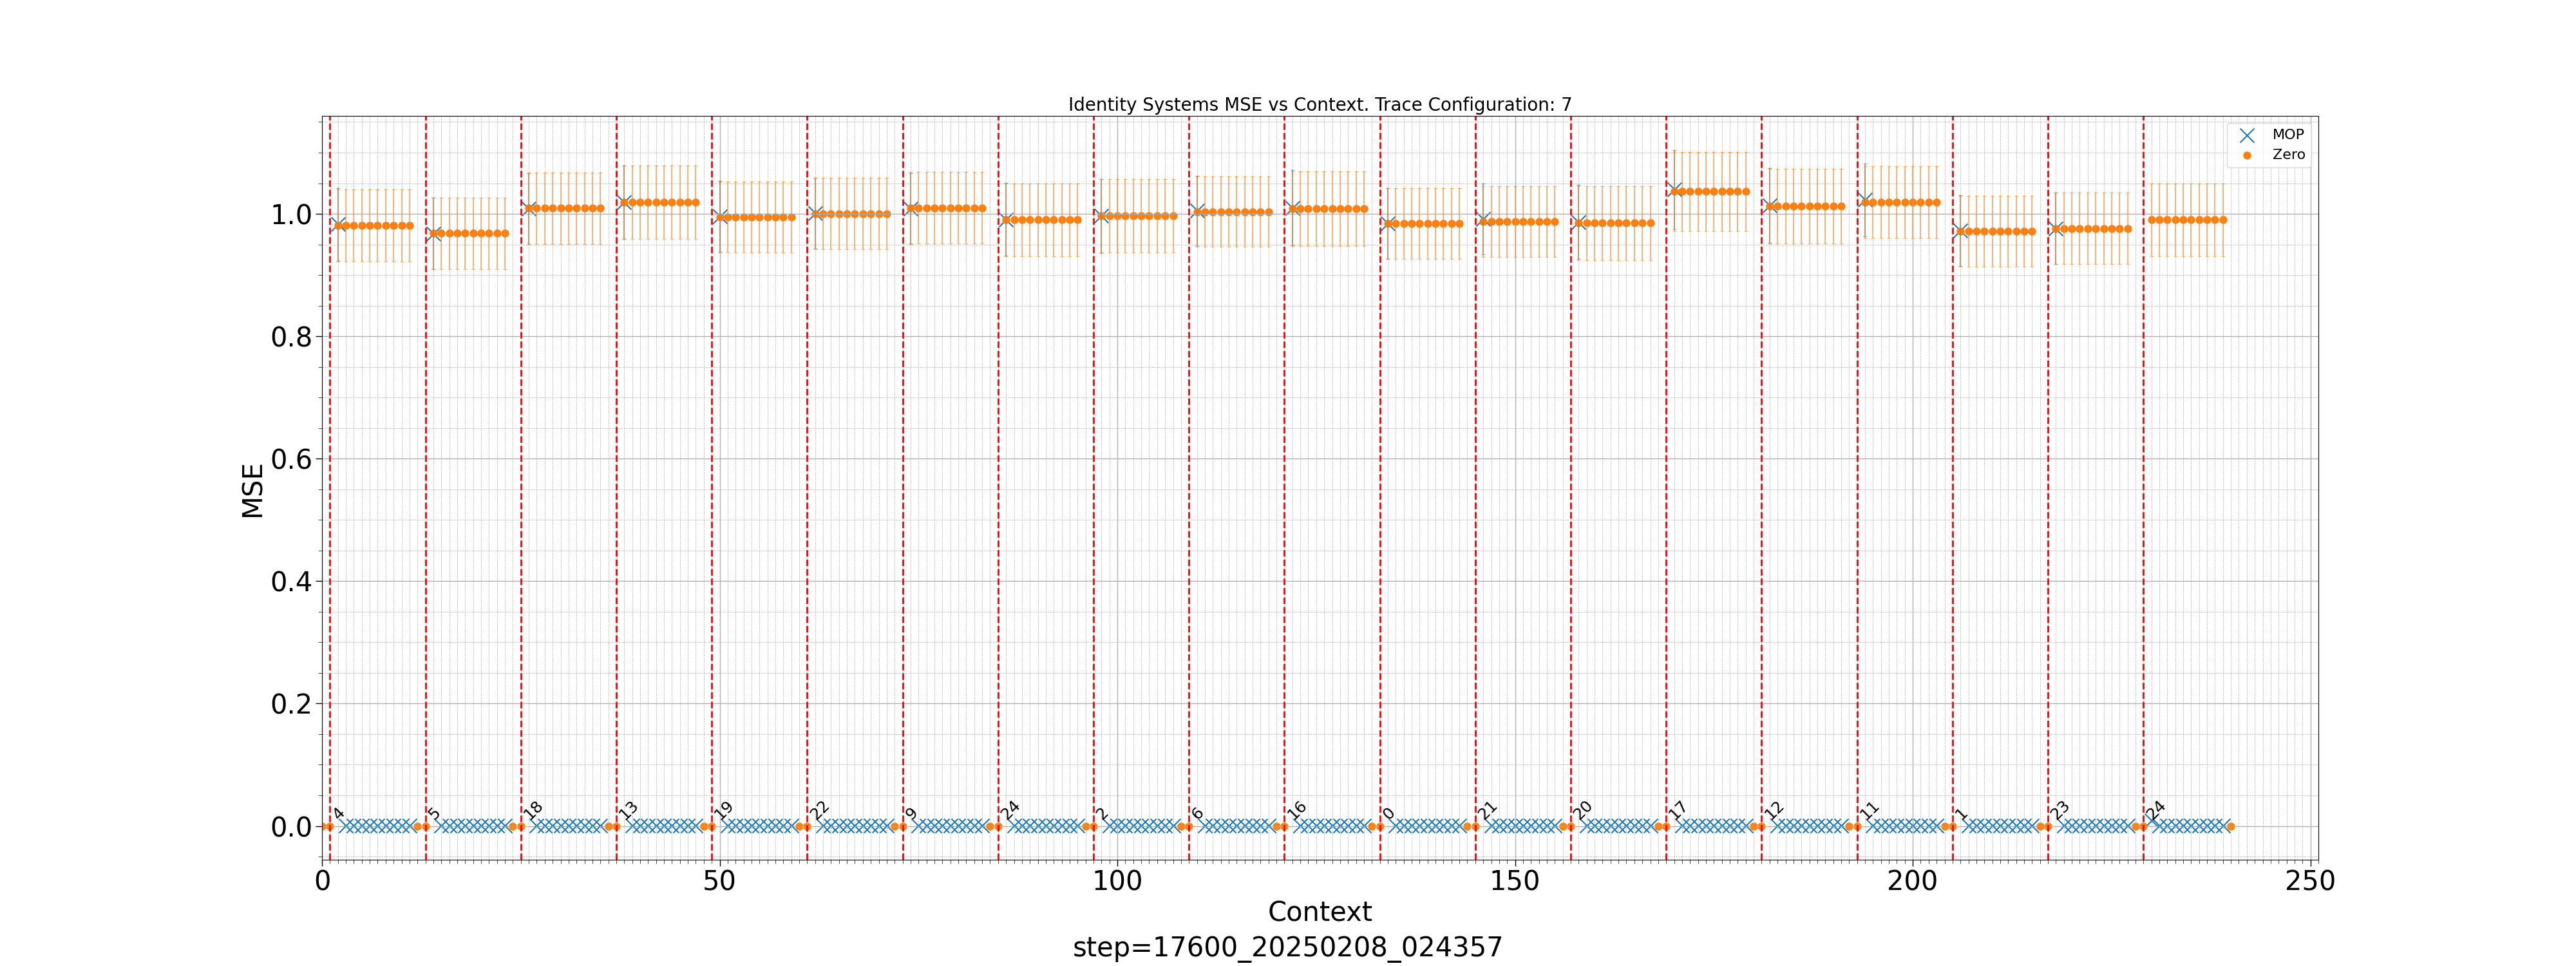 Identity Systems MSE vs Context. Trace Configuration: 7
MOP
Zero
MSE
1.0
0.8
0.6
0.4
0.2
0.0
4 5 18 13 19 22 9 24 2 6 16 0 21 20 17 12 11 1 23 24
0 50 100 150 200 250
Context
step=17600_20250208_024357